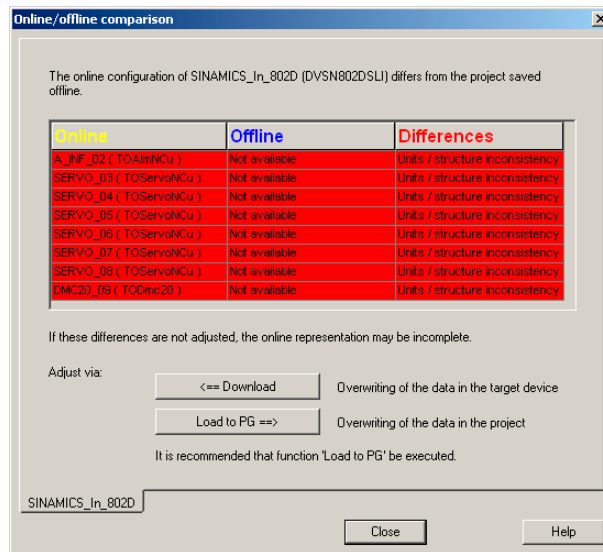 Online/offline comparison
The online configuration of SINAMICS_In_802D (DVSN802DSLI) differs from the project saved
offline.
Online Offline Differences
A_INF_02 ( TOAlmNCu ) Not available Units / structure inconsistency
SERVO_03 ( TOServoNCu ) Not available Units / structure inconsistency
SERVO_04 ( TOServoNCu ) Not available Units / structure inconsistency
SERVO_05 ( TOServoNCu ) Not available Units / structure inconsistency
SERVO_06 ( TOServoNCu ) Not available Units / structure inconsistency
SERVO_07 ( TOServoNCu ) Not available Units / structure inconsistency
SERVO_08 ( TOServoNCu ) Not available Units / structure inconsistency
DMC20_09 ( TODmc20 ) Not available Units / structure inconsistency
If these differences are not adjusted, the online representation may be incomplete.
Adjust via:
<== Download Overwriting of the data in the target device
Load to PG ==> Overwriting of the data in the project
It is recommended that function 'Load to PG' be executed.
SINAMICS_In_802D
Close Help